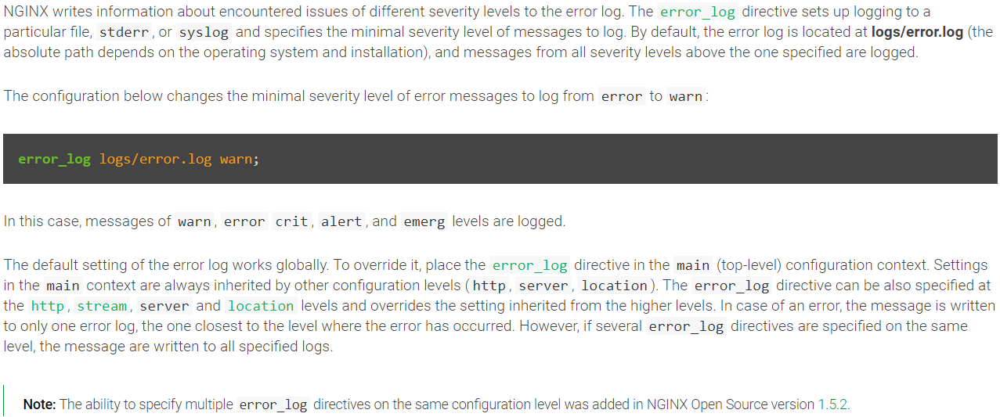 NGINX writes information about encountered issues of different severity levels to the error log. The error_log directive sets up logging to a
particular file, stderr, or syslog and specifies the minimal severity level of messages to log. By default, the error log is located at logs/error.log (the
absolute path depends on the operating system and installation), and messages from all severity levels above the one specified are logged.
The configuration below changes the minimal severity level of error messages to log from error to warn:
error_log logs/error.log warn;
In this case, messages of warn, error crit, alert, and emerg levels are logged.
The default setting of the error log works globally. To override it, place the error_log directive in the main (top-level) configuration context. Settings
in the main context are always inherited by other configuration levels (http, server, location). The error_log directive can be also specified at
the http, stream, server and location levels and overrides the setting inherited from the higher levels. In case of an error, the message is written
to only one error log, the one closest to the level where the error has occurred. However, if several error_log directives are specified on the same
level, the message are written to all specified logs.
Note: The ability to specify multiple error_log directives on the same configuration level was added in NGINX Open Source version 1.5.2.